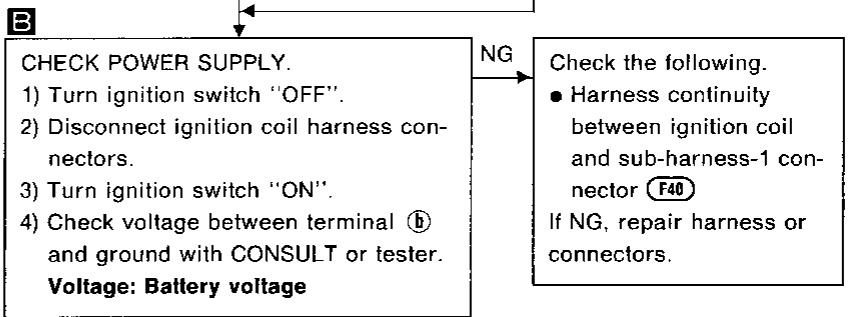 B
CHECK POWER SUPPLY.
1) Turn ignition switch "OFF".
2) Disconnect ignition coil harness con-
nectors.
3) Turn ignition switch "ON".
4) Check voltage between terminal ⓑ
and ground with CONSULT or tester.
Voltage: Battery voltage
NG
Check the following.
● Harness continuity
between ignition coil
and sub-harness-1 con-
nector F40
If NG, repair harness or
connectors.